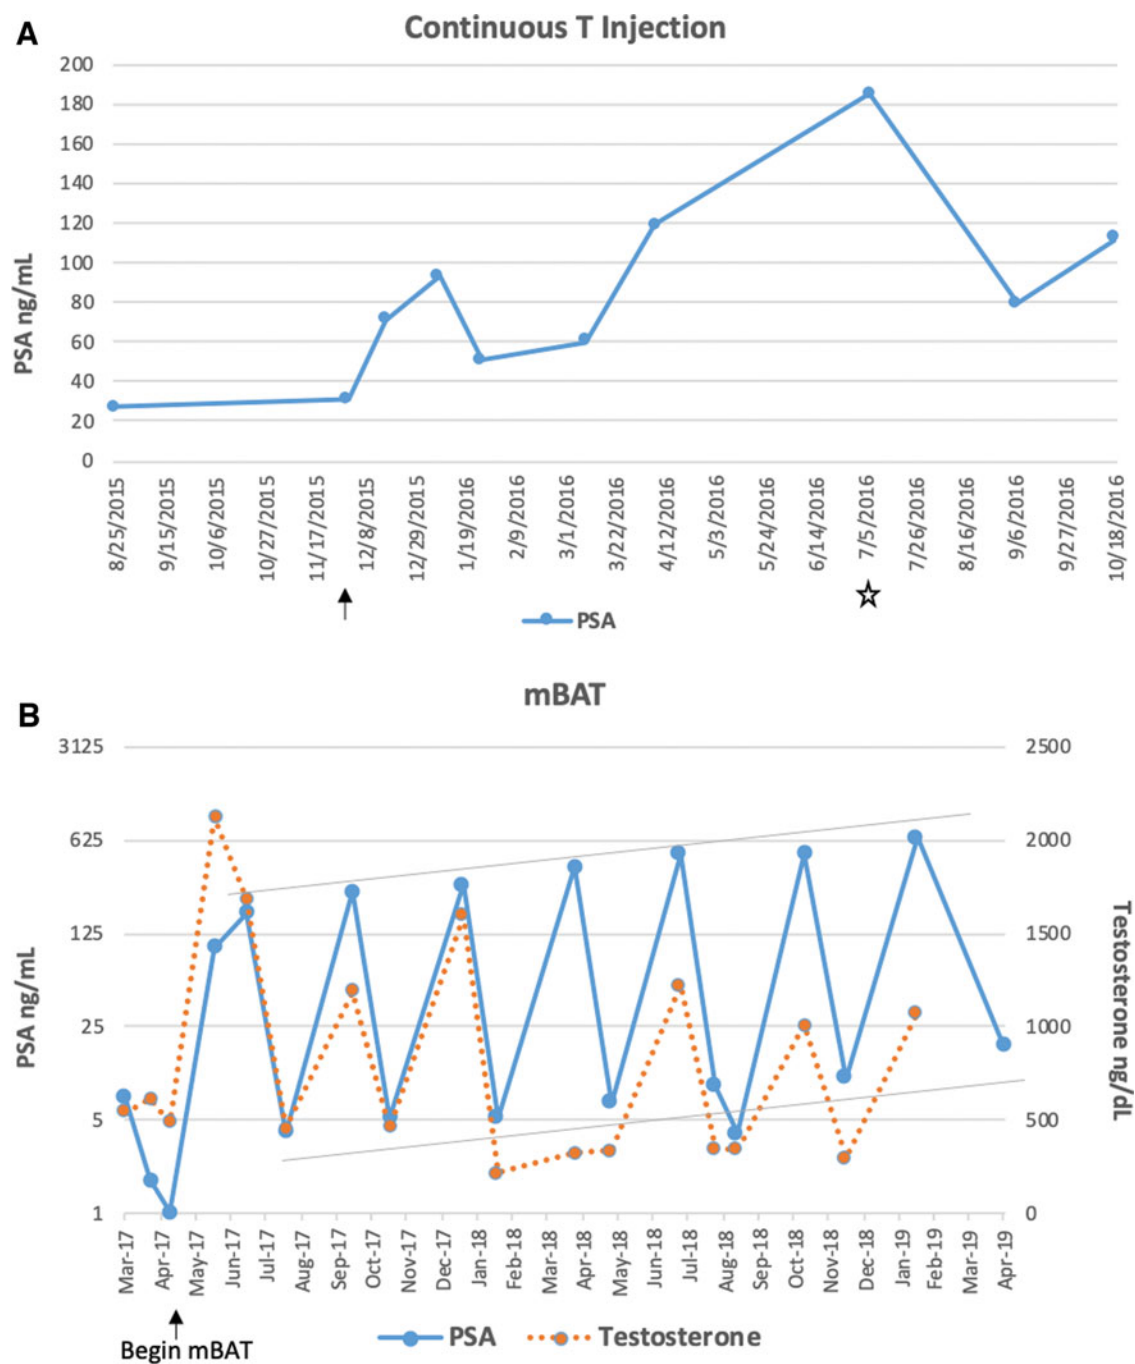 A
Continuous T Injection
PSA ng/mL
200
180
160
140
120
100
80
60
40
20
0
8/25/2015
9/15/2015
10/6/2015
10/27/2015
11/17/2015
12/8/2015
12/29/2015
1/19/2016
2/9/2016
3/1/2016
3/22/2016
4/12/2016
5/3/2016
5/24/2016
6/14/2016
7/5/2016
7/26/2016
8/16/2016
9/6/2016
9/27/2016
10/18/2016
PSA
B
mBAT
PSA ng/mL
3125
625
125
25
5
1
2500
2000
1500
1000
500
0
Testosterone ng/dL
Mar-17
Apr-17
May-17
Jun-17
Jul-17
Aug-17
Sep-17
Oct-17
Nov-17
Dec-17
Jan-18
Feb-18
Mar-18
Apr-18
May-18
Jun-18
Jul-18
Aug-18
Sep-18
Oct-18
Nov-18
Dec-18
Jan-19
Feb-19
Mar-19
Apr-19
Begin mBAT
PSA
Testosterone